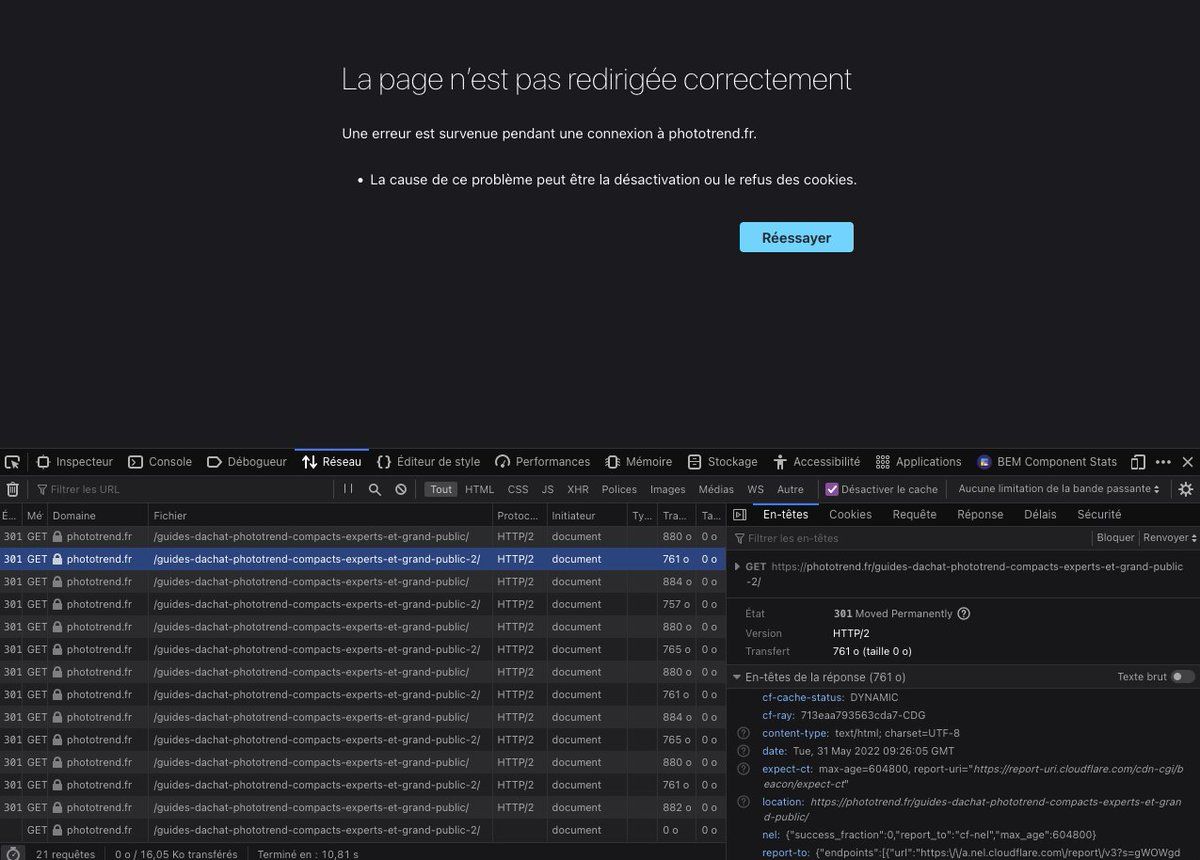 La page n'est pas redirigée correctement
Une erreur est survenue pendant une connexion à phototrend.fr.
• La cause de ce problème peut être la désactivation ou le refus des cookies.
Réessayer
Inspecteur Console Débogueur Réseau Éditeur de style Performances Mémoire Stockage Accessibilité Applications BEM Component Stats
Filtrer les URL Tout HTML CSS JS XHR Polices Images Médias WS Autre Désactiver le cache Aucune limitation de la bande passante
É... Mé Domaine Fichier Protoc... Initiateur Ty... Tra... Ta...
301 GET phototrend.fr /guides-dachat-phototrend-compacts-experts-et-grand-public/ HTTP/2 document 880 o 0 o
301 GET phototrend.fr /guides-dachat-phototrend-compacts-experts-et-grand-public-2/ HTTP/2 document 761 o 0 o
301 GET phototrend.fr /guides-dachat-phototrend-compacts-experts-et-grand-public/ HTTP/2 document 884 o 0 o
301 GET phototrend.fr /guides-dachat-phototrend-compacts-experts-et-grand-public-2/ HTTP/2 document 757 o 0 o
301 GET phototrend.fr /guides-dachat-phototrend-compacts-experts-et-grand-public/ HTTP/2 document 880 o 0 o
301 GET phototrend.fr /guides-dachat-phototrend-compacts-experts-et-grand-public-2/ HTTP/2 document 765 o 0 o
301 GET phototrend.fr /guides-dachat-phototrend-compacts-experts-et-grand-public/ HTTP/2 document 880 o 0 o
301 GET phototrend.fr /guides-dachat-phototrend-compacts-experts-et-grand-public-2/ HTTP/2 document 761 o 0 o
301 GET phototrend.fr /guides-dachat-phototrend-compacts-experts-et-grand-public/ HTTP/2 document 884 o 0 o
301 GET phototrend.fr /guides-dachat-phototrend-compacts-experts-et-grand-public-2/ HTTP/2 document 765 o 0 o
301 GET phototrend.fr /guides-dachat-phototrend-compacts-experts-et-grand-public/ HTTP/2 document 880 o 0 o
301 GET phototrend.fr /guides-dachat-phototrend-compacts-experts-et-grand-public-2/ HTTP/2 document 761 o 0 o
301 GET phototrend.fr /guides-dachat-phototrend-compacts-experts-et-grand-public/ HTTP/2 document 882 o 0 o
GET phototrend.fr /guides-dachat-phototrend-compacts-experts-et-grand-public-2/ document 0 o 0 o
21 requêtes 0 o / 16,05 Ko transférés Terminé en : 10,81 s
En-têtes Cookies Requête Réponse Délais Sécurité
Filtrer les en-têtes Bloquer Renvoyer
GET https://phototrend.fr/guides-dachat-phototrend-compacts-experts-et-grand-public
-2/
État 301 Moved Permanently
Version HTTP/2
Transfert 761 o (taille 0 o)
En-têtes de la réponse (761 o) Texte brut
cf-cache-status: DYNAMIC
cf-ray: 713eaa793563cda7-CDG
content-type: text/html; charset=UTF-8
date: Tue, 31 May 2022 09:26:05 GMT
expect-ct: max-age=604800, report-uri="https://report-uri.cloudflare.com/cdn-cgi/b
eacon/expect-ct"
location: https://phototrend.fr/guides-dachat-phototrend-compacts-experts-et-gran
d-public/
nel: {"success_fraction":0,"report_to":"cf-nel","max_age":604800}
report-to: {"endpoints":[{"url":"https:\/\/a.nel.cloudflare.com\/report\/v3?s=gWOWgd